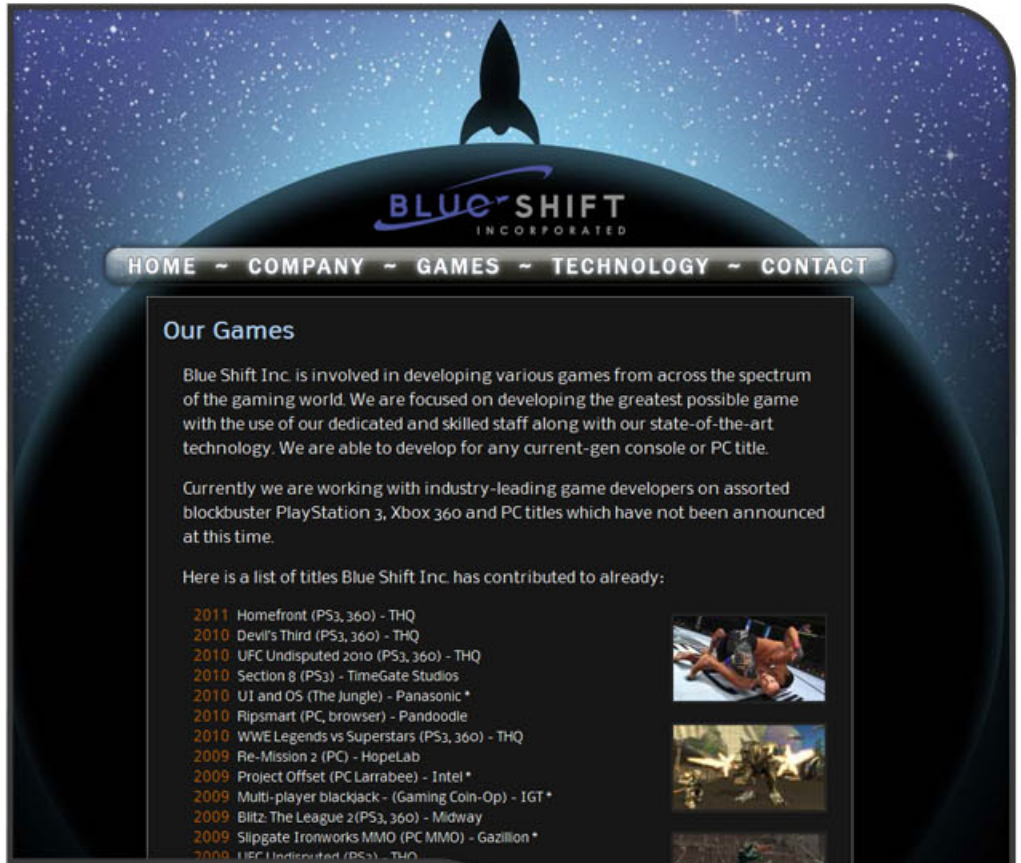 BLUE SHIFT
INCORPORATED
HOME ~ COMPANY ~ GAMES ~ TECHNOLOGY ~ CONTACT
Our Games
Blue Shift Inc. is involved in developing various games from across the spectrum
of the gaming world. We are focused on developing the greatest possible game
with the use of our dedicated and skilled staff along with our state-of-the-art
technology. We are able to develop for any current-gen console or PC title.
Currently we are working with industry-leading game developers on assorted
blockbuster PlayStation 3, Xbox 360 and PC titles which have not been announced
at this time.
Here is a list of titles Blue Shift Inc. has contributed to already:
2011 Homefront (PS3, 360) - THQ
2010 Devil's Third (PS3, 360) - THQ
2010 UFC Undisputed 2010 (PS3, 360) - THQ
2010 Section 8 (PS3) - TimeGate Studios
2010 UI and OS (The Jungle) - Panasonic *
2010 Ripsmart (PC, browser) - Pandoodle
2010 WWE Legends vs Superstars (PS3, 360) - THQ
2009 Re-Mission 2 (PC) - HopeLab
2009 Project Offset (PC Larrabee) - Intel *
2009 Multi-player blackjack - (Gaming Coin-Op) - IGT *
2009 Blitz: The League 2(PS3, 360) - Midway
2009 Slipgate Ironworks MMO (PC MMO) - Gazillion *
2009 UFC Undisputed (PS3) - THQ